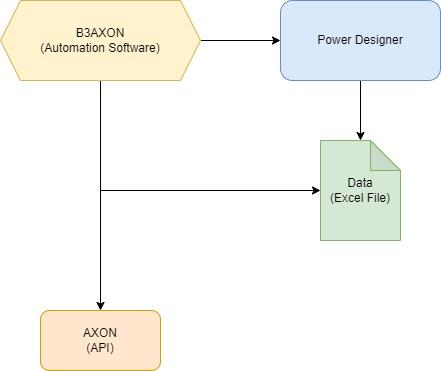 B3AXON
(Automation Software)
Power Designer
Data
(Excel File)
AXON
(API)